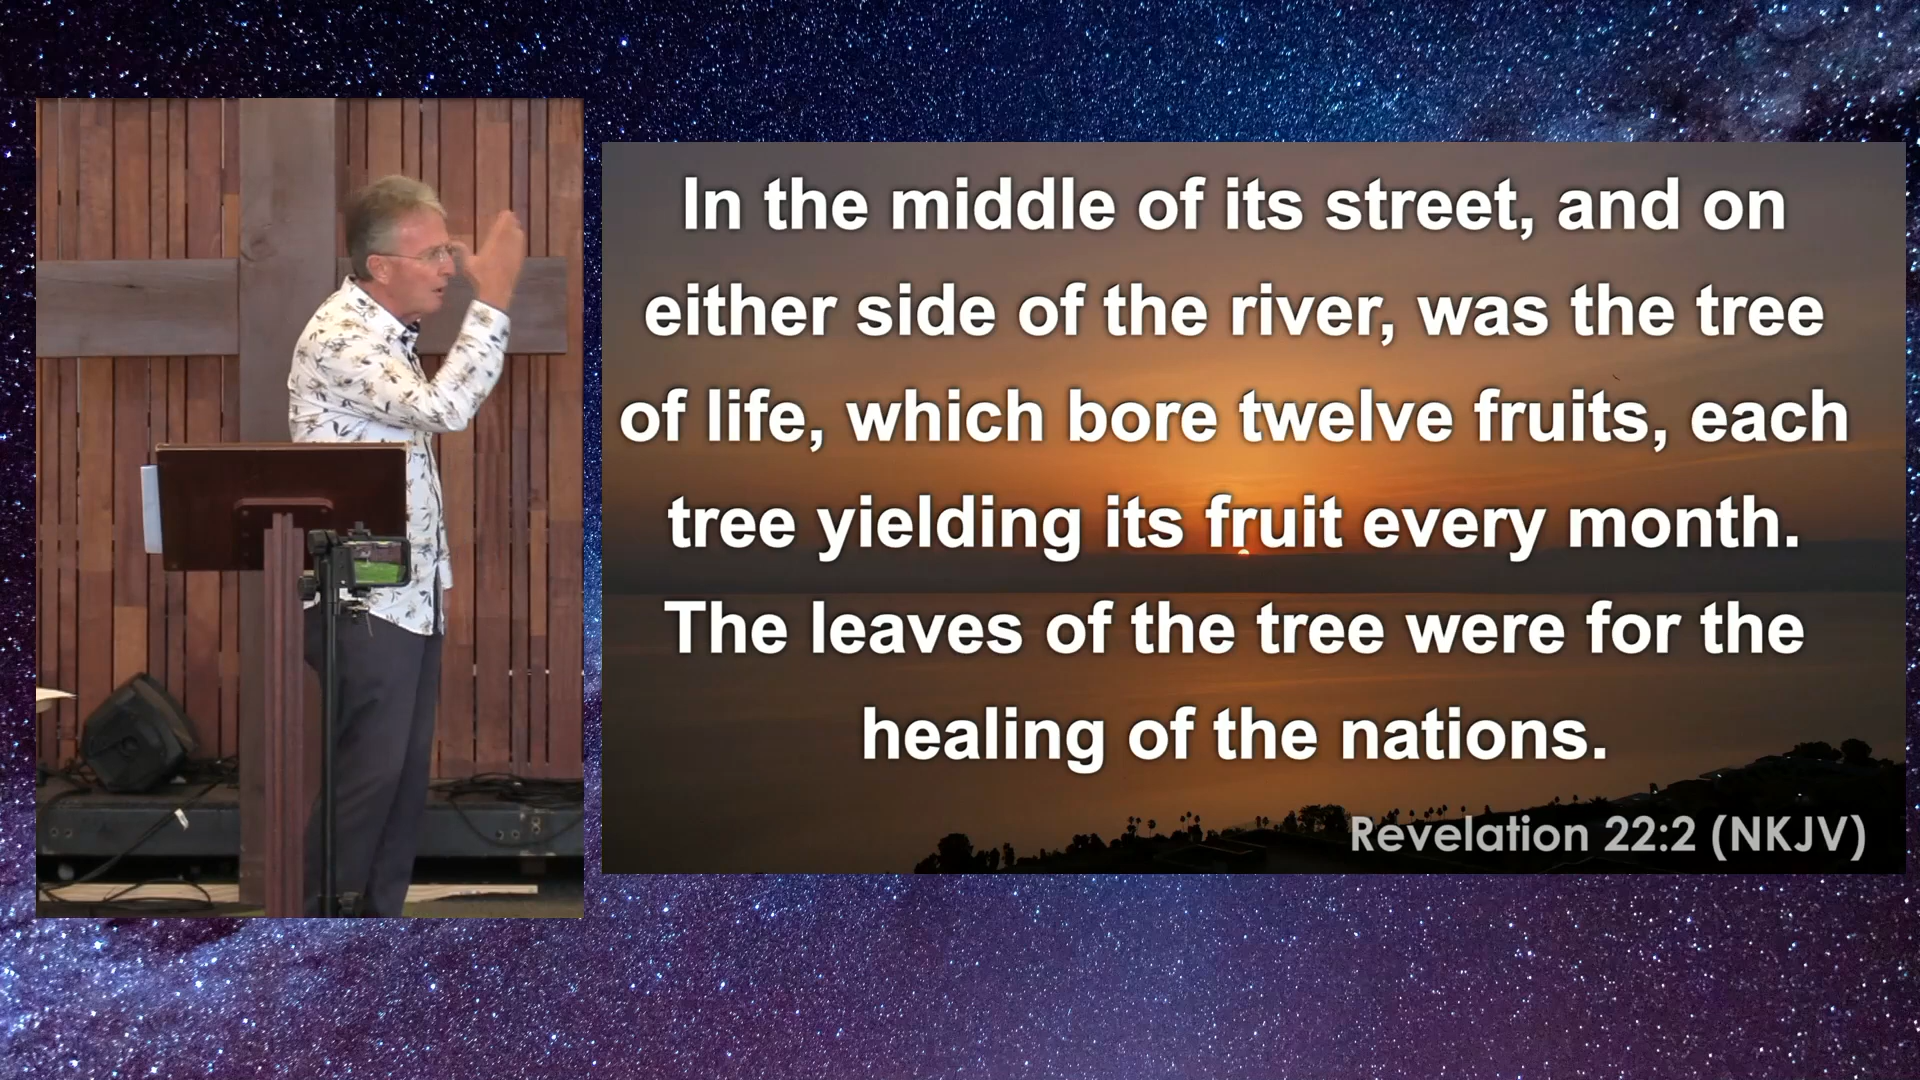 In the middle of its street, and on
either side of the river, was the tree
of life, which bore twelve fruits, each
tree yielding its fruit every month.
The leaves of the tree were for the
healing of the nations.
Revelation 22:2 (NKJV)